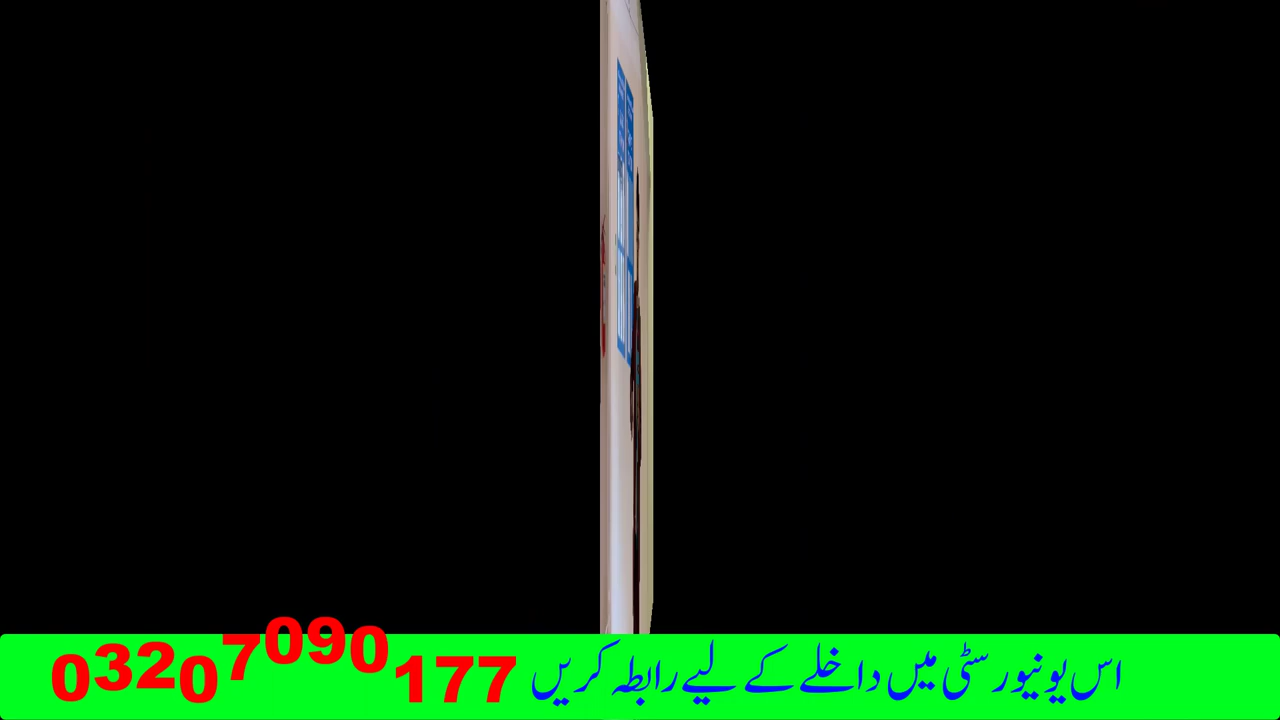 اس یونیورسٹی میں داخلے کے لیے رابطہ کریں 03207090177